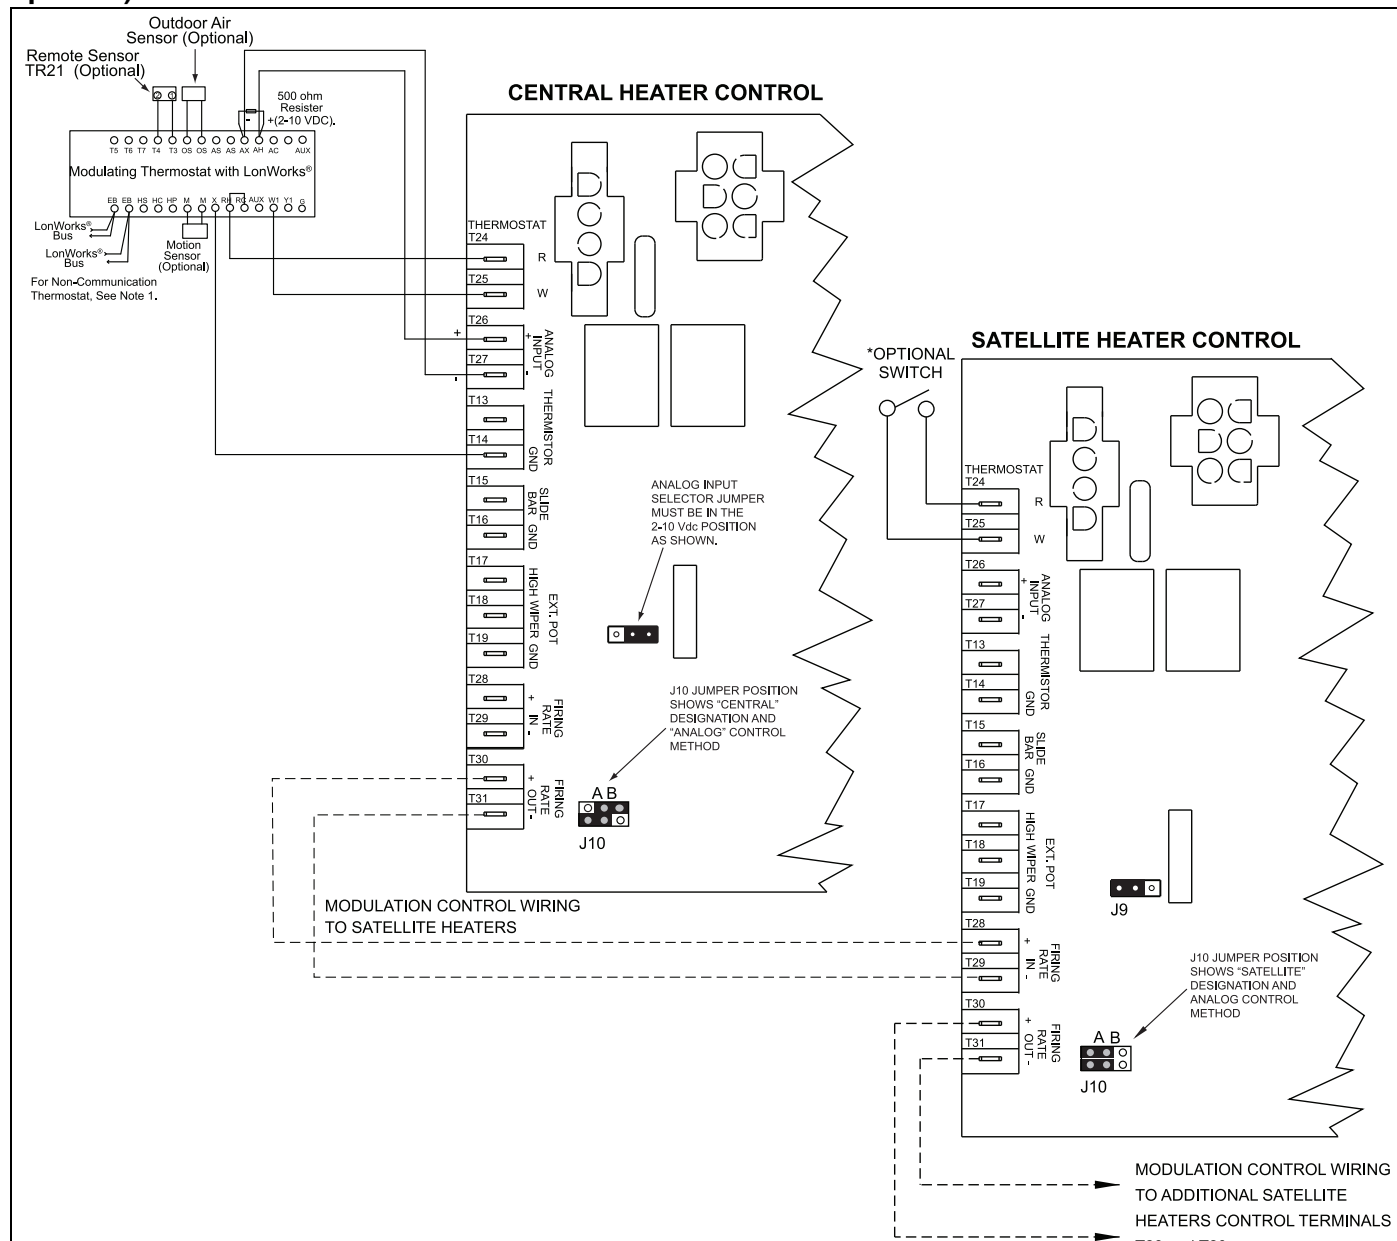 Outdoor Air
Sensor (Optional)
Remote Sensor
TR21 (Optional)
2 1
500 ohm
Resister
- +(2-10 VDC).
T5 T6 T7 T4 T3 OS OS AS AS AX AH AC AUX
Modulating Thermostat with LonWorks®
EB EB HS HC HP M M X RH RC AUX W1 Y1 G
LonWorks®
Bus
LonWorks®
Bus
Motion
Sensor
(Optional)
For Non-Communication
Thermostat, See Note 1.
CENTRAL HEATER CONTROL
THERMOSTAT
T24
R
T25
W
T26
+
+
ANALOG
INPUT
T27
-
-
T13
THERMISTOR
T14
GND
T15
SLIDE
BAR
T16
GND
T17
HIGH
EXT. POT
T18
WIPER
T19
GND
T28
+
FIRING
RATE
IN
T29
-
T30
+
FIRING
RATE
OUT
T31
-
ANALOG INPUT
SELECTOR JUMPER
MUST BE IN THE
2-10 Vdc POSITION
AS SHOWN.
J10 JUMPER POSITION
SHOWS “CENTRAL”
DESIGNATION AND
“ANALOG” CONTROL
METHOD
A B
J10
MODULATION CONTROL WIRING
TO SATELLITE HEATERS
SATELLITE HEATER CONTROL
*OPTIONAL
SWITCH
THERMOSTAT
T24
R
T25
W
T26
+
ANALOG
INPUT
T27
-
T13
THERMISTOR
T14
GND
T15
SLIDE
BAR
T16
GND
T17
HIGH
EXT. POT
T18
WIPER
T19
GND
J9
T28
+
FIRING
RATE
IN
T29
-
T30
+
FIRING
RATE
OUT
T31
-
J10 JUMPER POSITION
SHOWS “SATELLITE”
DESIGNATION AND
ANALOG CONTROL
METHOD
A B
J10
MODULATION CONTROL WIRING
TO ADDITIONAL SATELLITE
HEATERS CONTROL TERMINALS